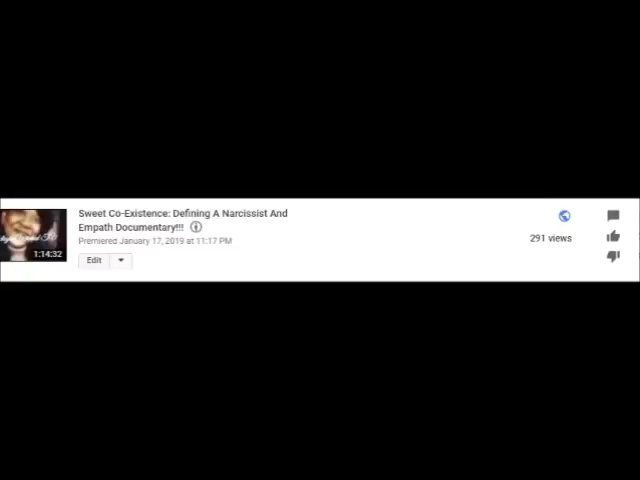 Sweet Co-Existence: Defining A Narcissist And
Empath Documentary!!!
Premiered January 17, 2019 at 11:17 PM
Edit
291 views
1:14:32